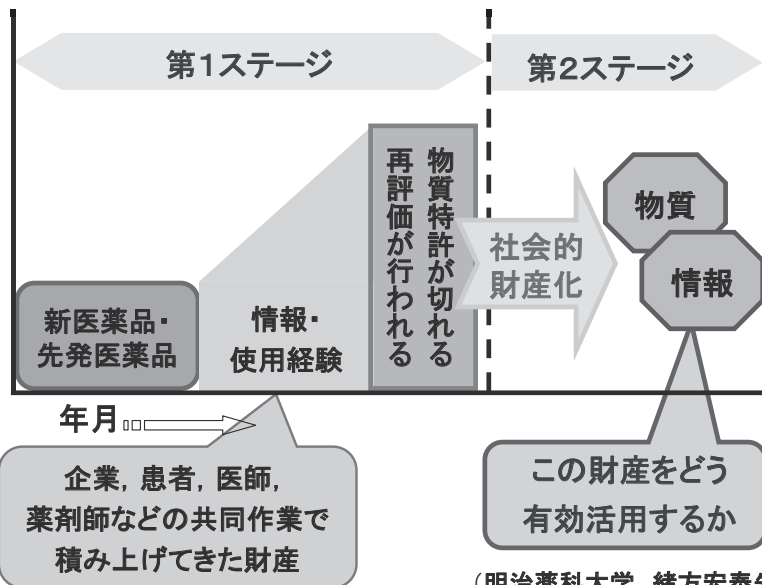 第1ステージ
第2ステージ
新医薬品・
先発医薬品
情報・
使用経験
物質特許が切れる
再評価が行われる
社会的
財産化
物質
情報
年月
企業，患者，医師，
薬剤師などの共同作業で
積み上げてきた財産
この財産をどう
有効活用するか
（明治薬科大学 緒方宏泰